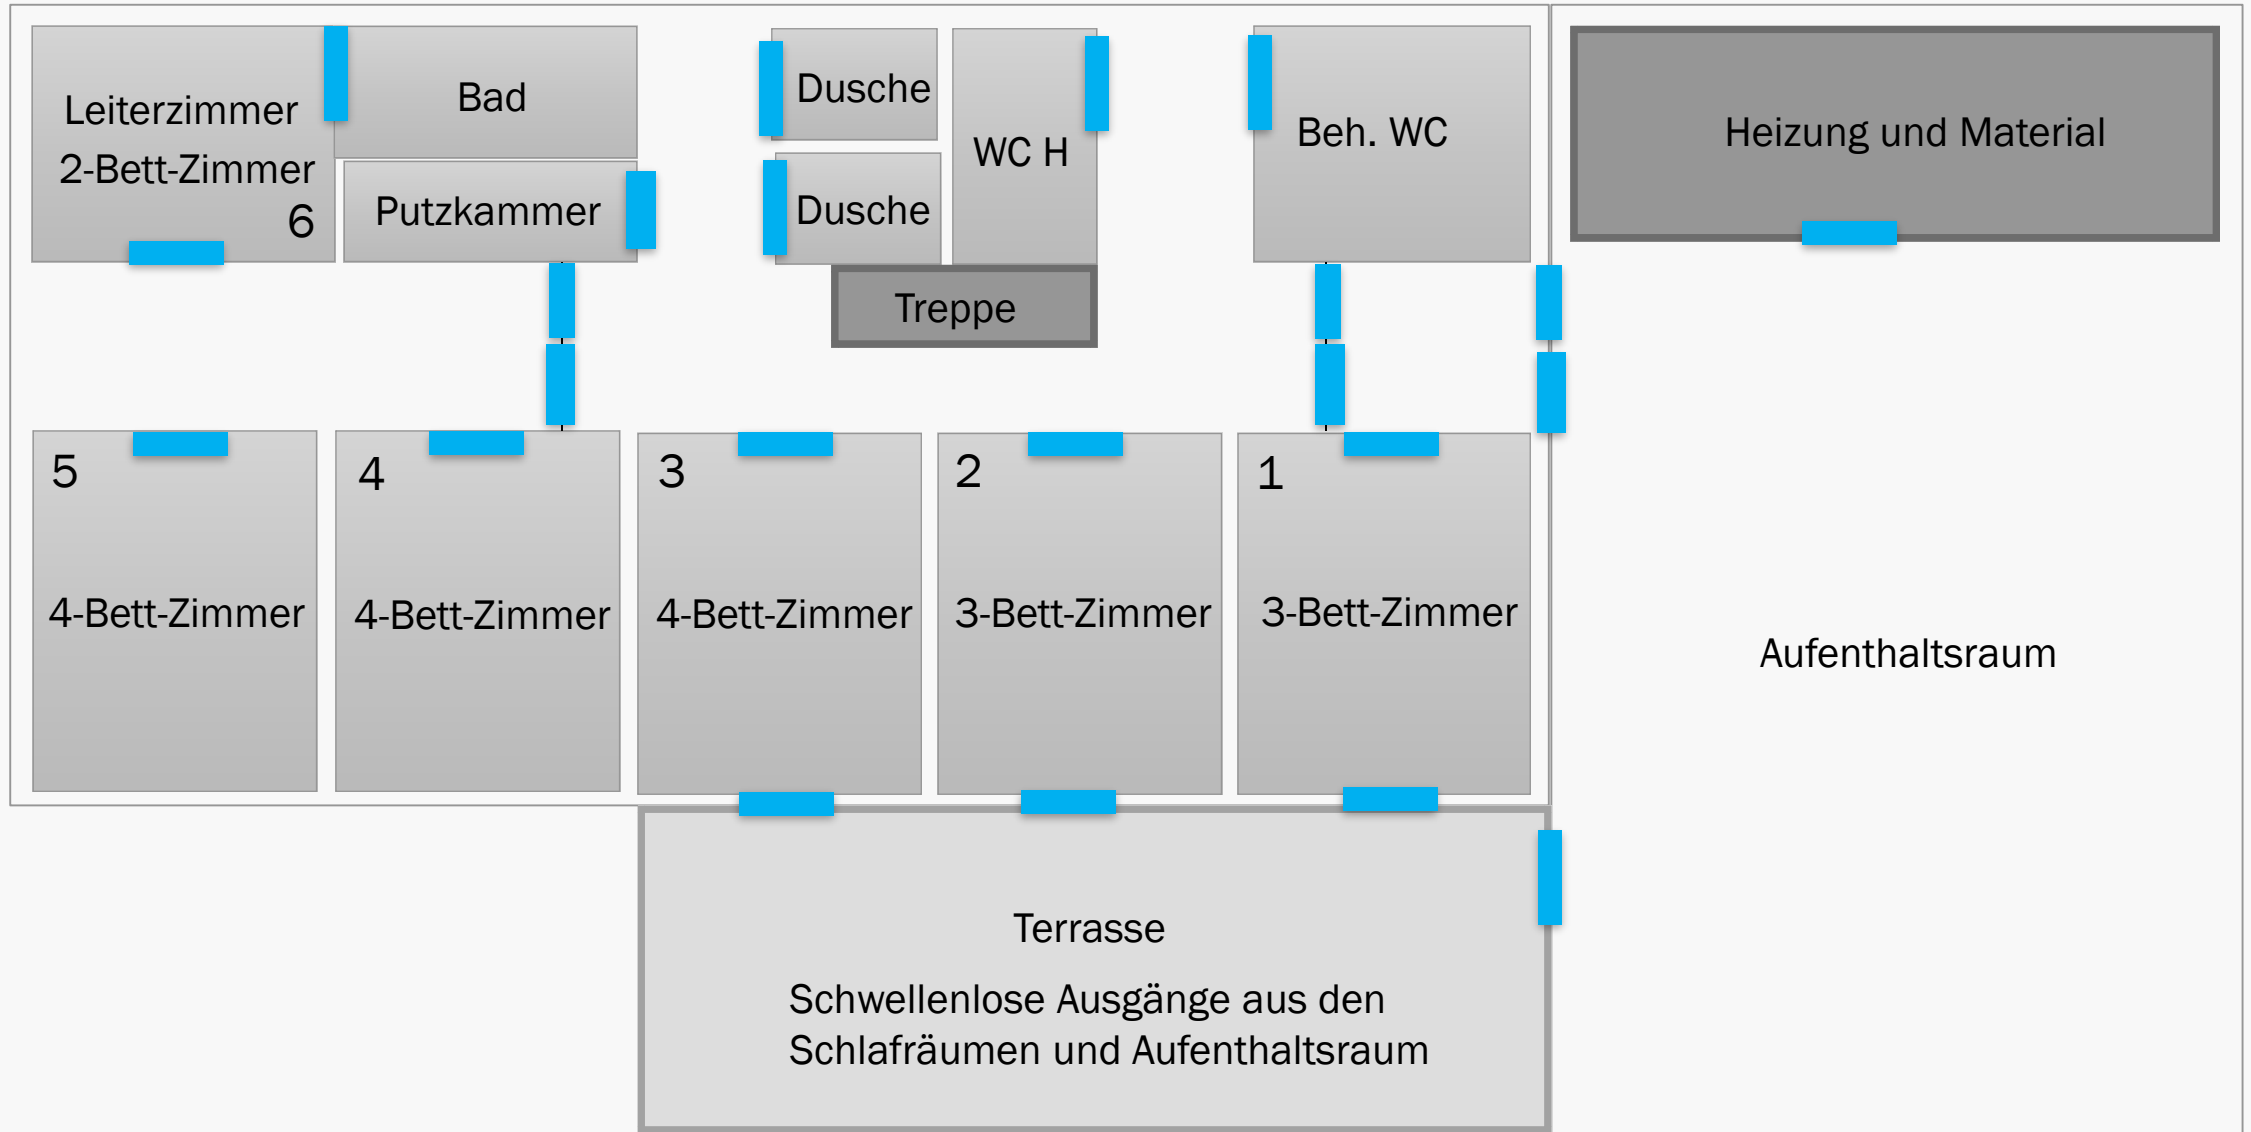 Leiterzimmer
2-Bett-Zimmer
6
Bad
Putzkammer
Dusche
Dusche
WC H
Treppe
Beh. WC
Heizung und Material
5
4-Bett-Zimmer
4
4-Bett-Zimmer
3
4-Bett-Zimmer
2
3-Bett-Zimmer
1
3-Bett-Zimmer
Aufenthaltsraum
Terrasse
Schwellenlose Ausgänge aus den
Schlafräumen und Aufenthaltsraum